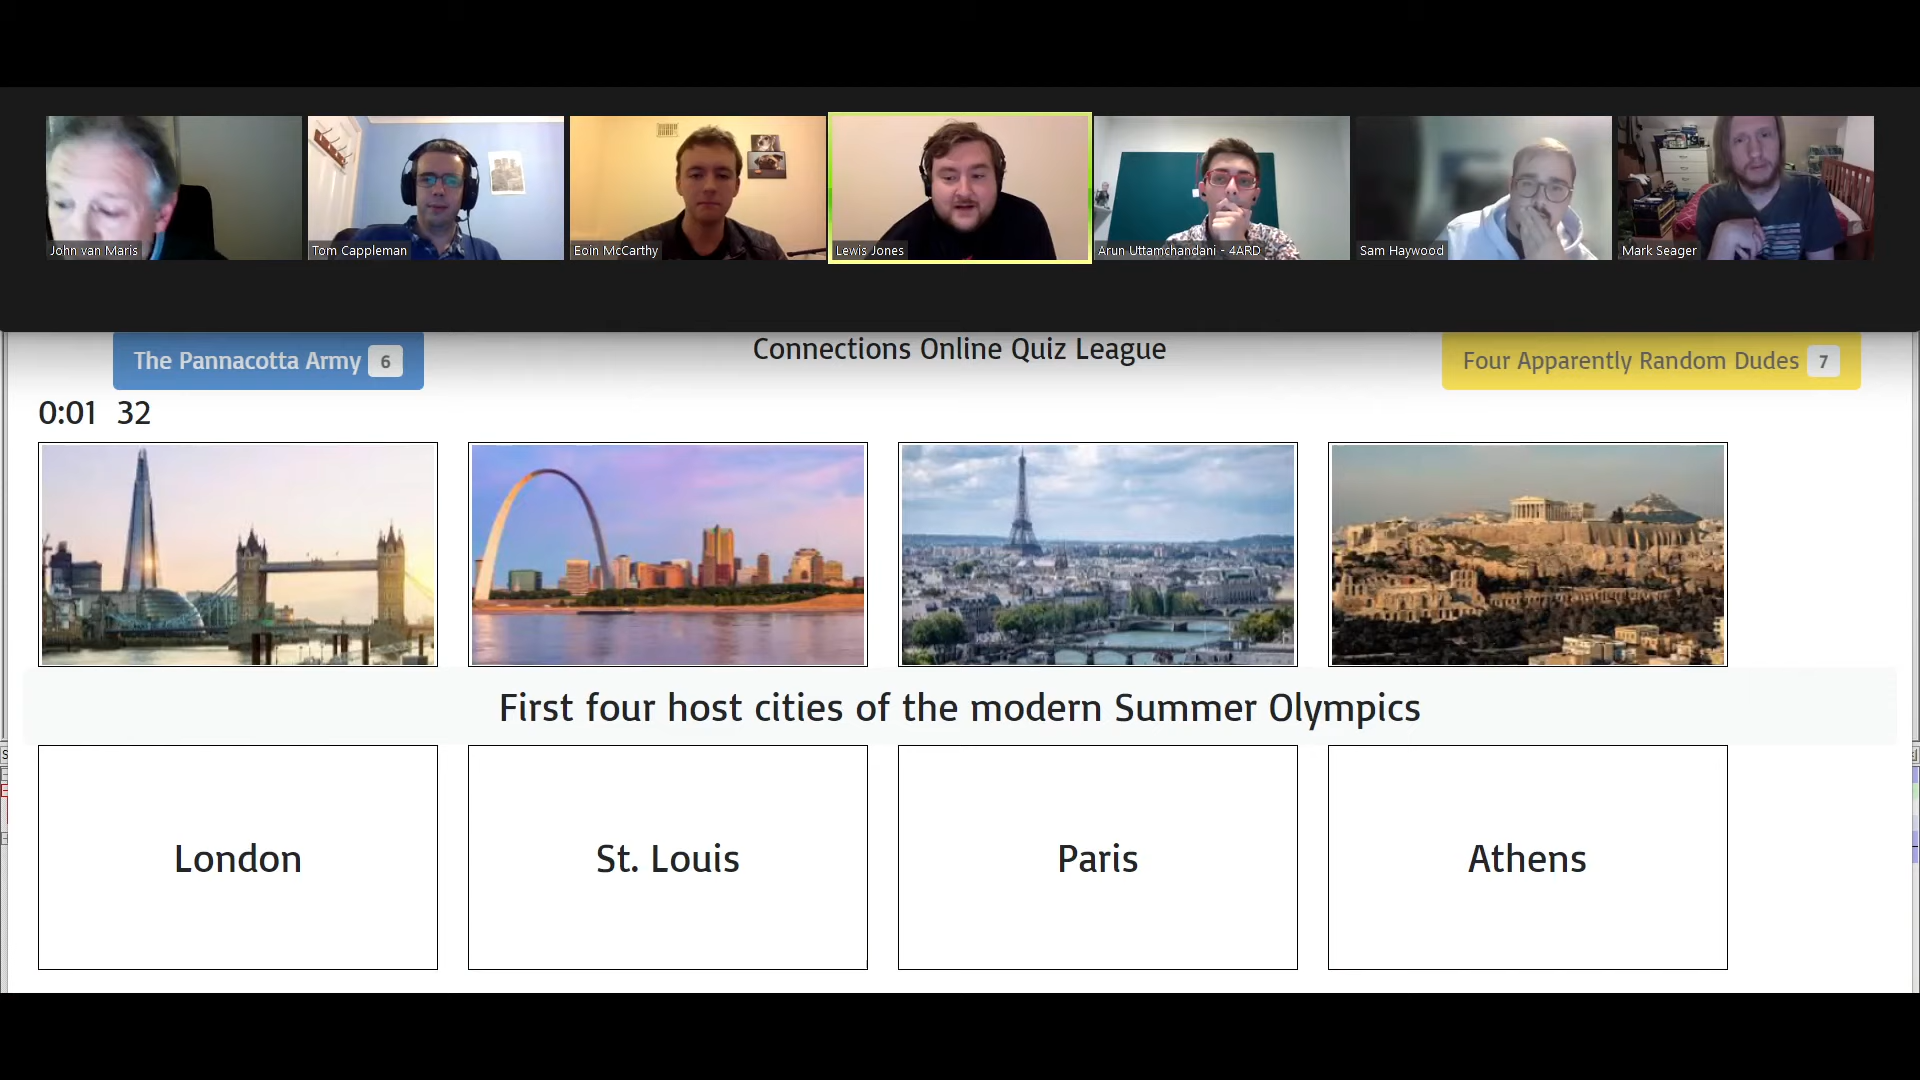 John van Maris
Tom Cappleman
Eoin McCarthy
Lewis Jones
Arun Uttamchandani - 4ARD
Sam Haywood
Mark Seager
The Pannacotta Army 6
Connections Online Quiz League
Four Apparently Random Dudes 7
0:01 32
First four host cities of the modern Summer Olympics
London
St. Louis
Paris
Athens